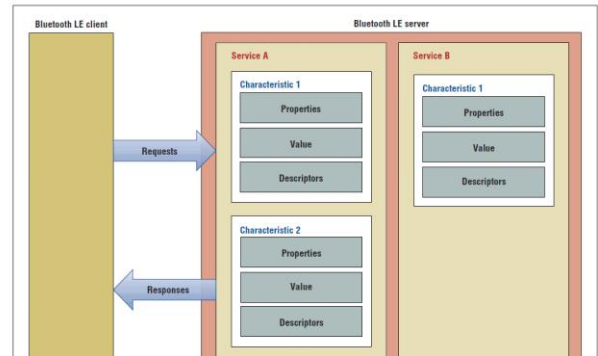 Bluetooth LE client
Bluetooth LE server
Service A
Characteristic 1
Properties
Value
Descriptors
Characteristic 2
Properties
Value
Descriptors
Service B
Characteristic 1
Properties
Value
Descriptors
Requests
Responses